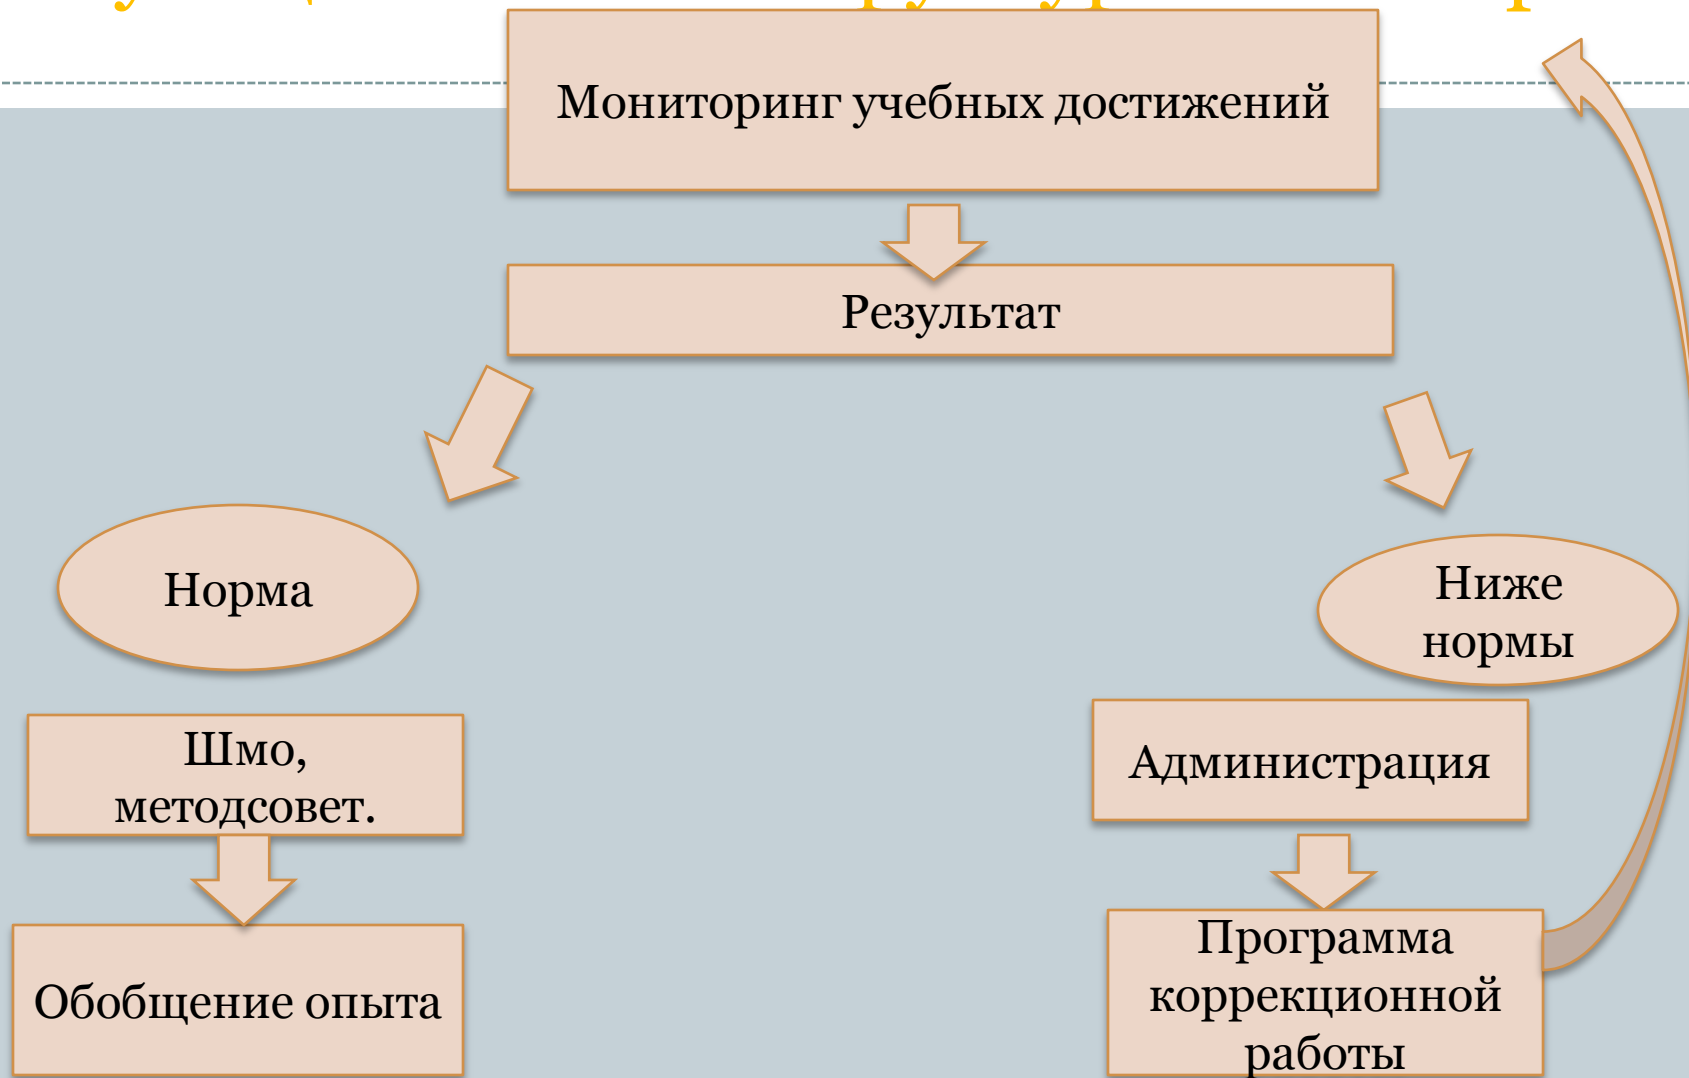 Мониторинг учебных достижений
Результат
Норма
Ниже
нормы
Шмо,
методсовет.
Администрация
Обобщение опыта
Программа
коррекционной
работы